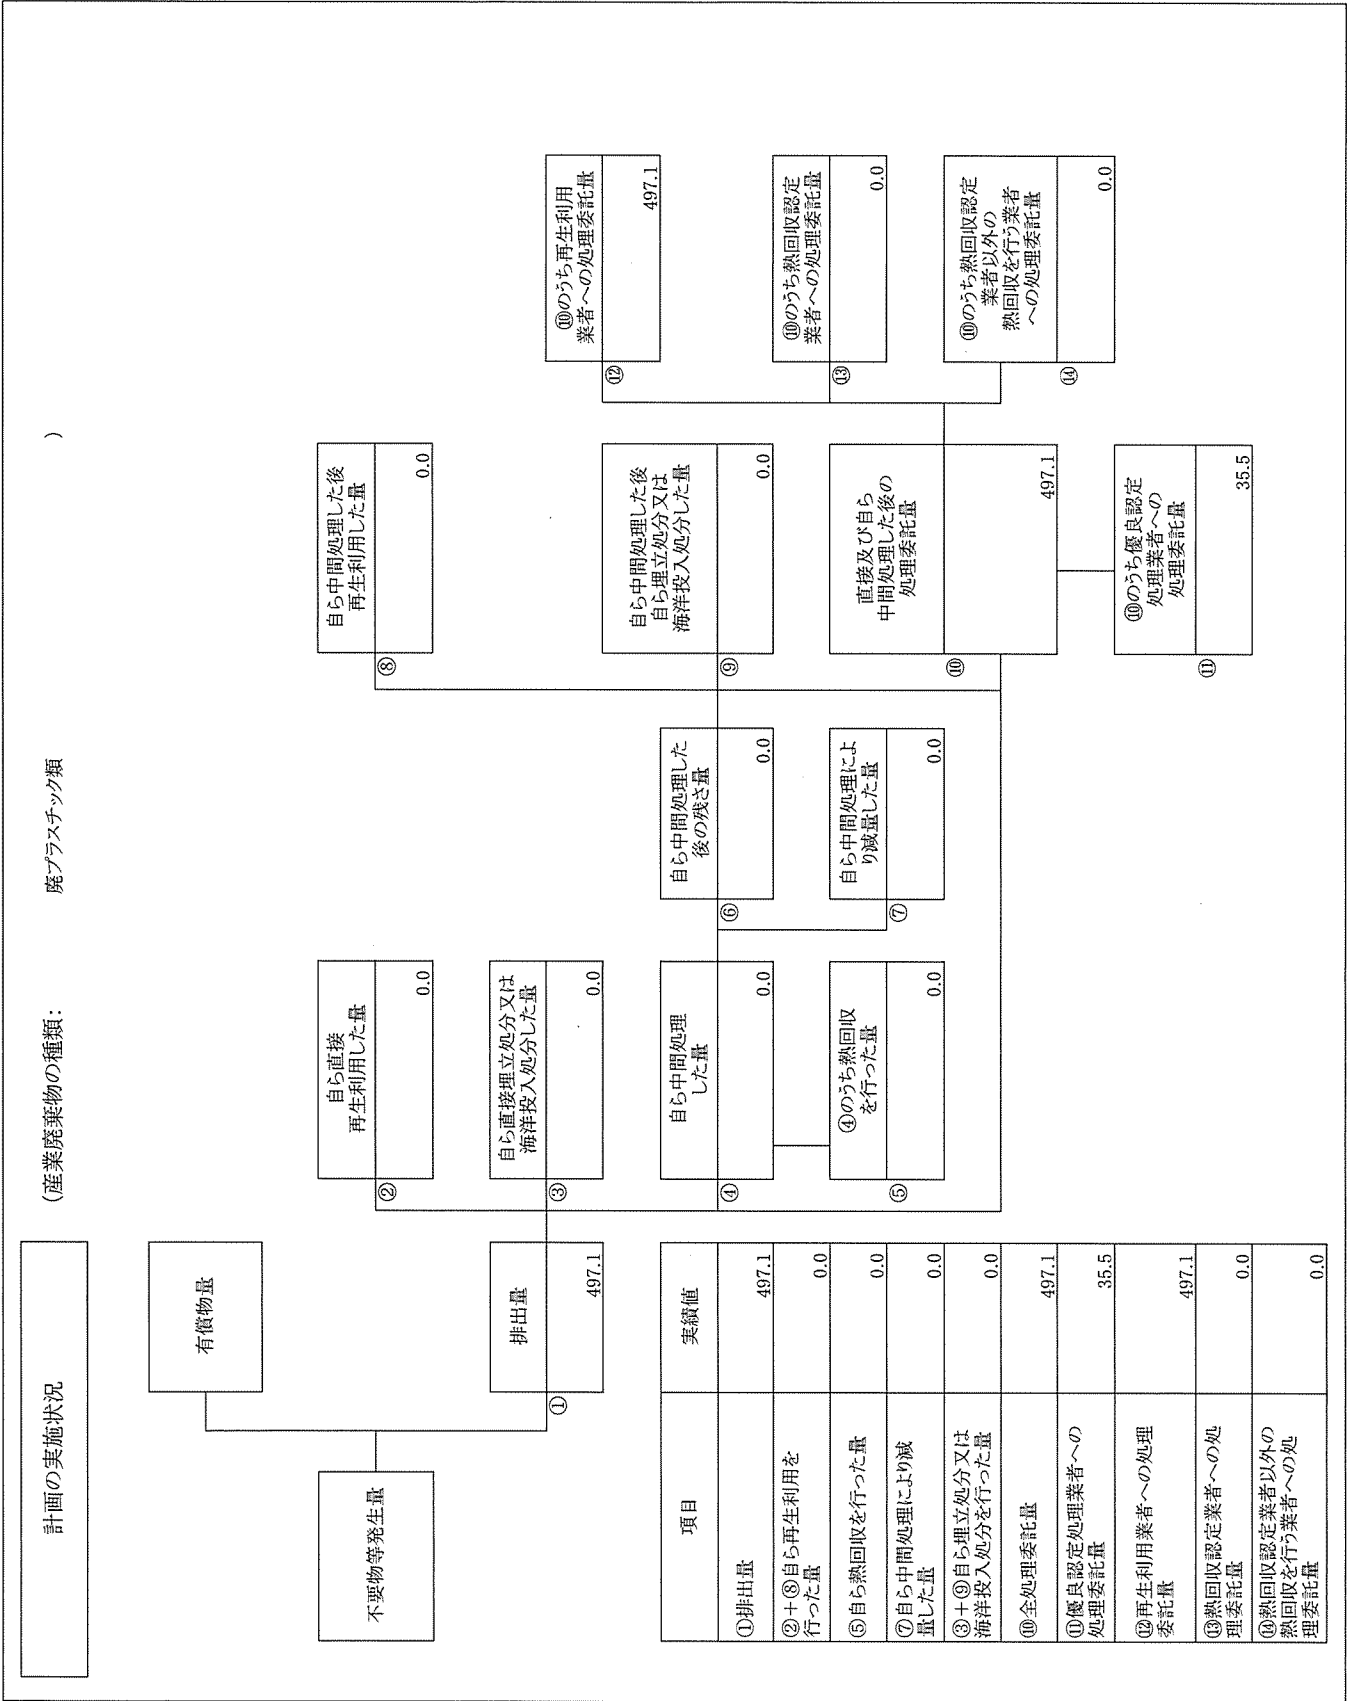 計画の実施状況
(産業廃棄物の種類:
廃プラスチック類
)
不要物等発生量
有償物量
排出量
①
497.1
自ら直接
再生利用した量
②
0.0
自ら直接埋立処分又は
海洋投入処分した量
③
0.0
自ら中間処理
した量
④
0.0
④のうち熱回収
を行った量
⑤
0.0
自ら中間処理した
後の残さ量
⑥
0.0
自ら中間処理によ
り減量した量
⑦
0.0
自ら中間処理した後
再生利用した量
⑧
0.0
自ら中間処理した後
自ら埋立処分又は
海洋投入処分した量
⑨
0.0
直接及び自ら
中間処理した後の
処理委託量
⑩
497.1
⑩のうち優良認定
処理業者への
処理委託量
⑪
35.5
⑩のうち再生利用
業者への処理委託量
⑫
497.1
⑩のうち熱回収認定
業者への処理委託量
⑬
0.0
⑩のうち熱回収認定
業者以外の
熱回収を行う業者
への処理委託量
⑭
0.0
項目 実績値
①排出量 497.1
②+⑧自ら再生利用を
行った量 0.0
⑤自ら熱回収を行った量 0.0
⑦自ら中間処理により減
量した量 0.0
③+⑨自ら埋立処分又は
海洋投入処分を行った量 0.0
⑩全処理委託量 497.1
⑪優良認定処理業者への
処理委託量 35.5
⑫再生利用業者への処理
委託量 497.1
⑬熱回収認定業者への処
理委託量 0.0
⑭熱回収認定業者以外の
熱回収を行う業者への処
理委託量 0.0